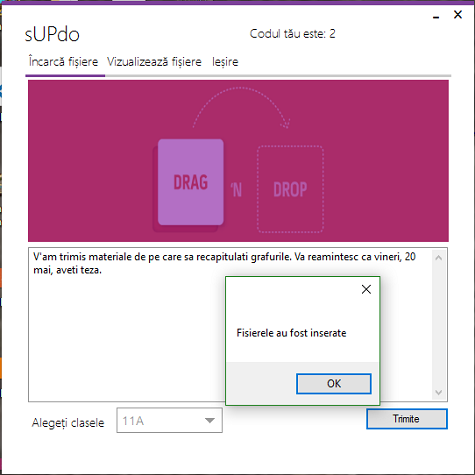 sUPdo
Codul tău este: 2
Încarcă fișiere Vizualizează fișiere Ieșire
DRAG 'N DROP
V'am trimis materiale de pe care sa recapitulati grafurile. Va reamintesc ca vineri, 20
mai, aveti teza.
Fisierele au fost inserate
OK
Alegeți clasele 11A Trimite